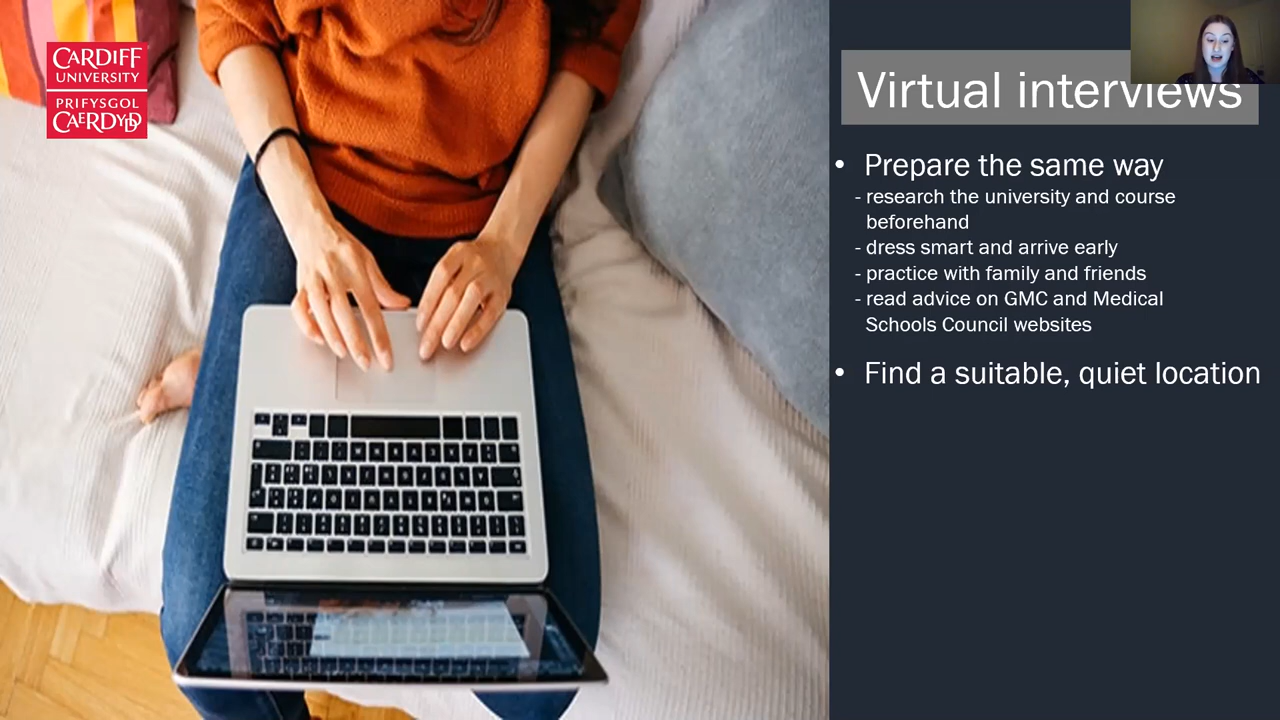 CARDIFF
UNIVERSITY
PRIFYSGOL
CAERDYDD
Virtual interviews
• Prepare the same way
- research the university and course
beforehand
- dress smart and arrive early
- practice with family and friends
- read advice on GMC and Medical
Schools Council websites
• Find a suitable, quiet location